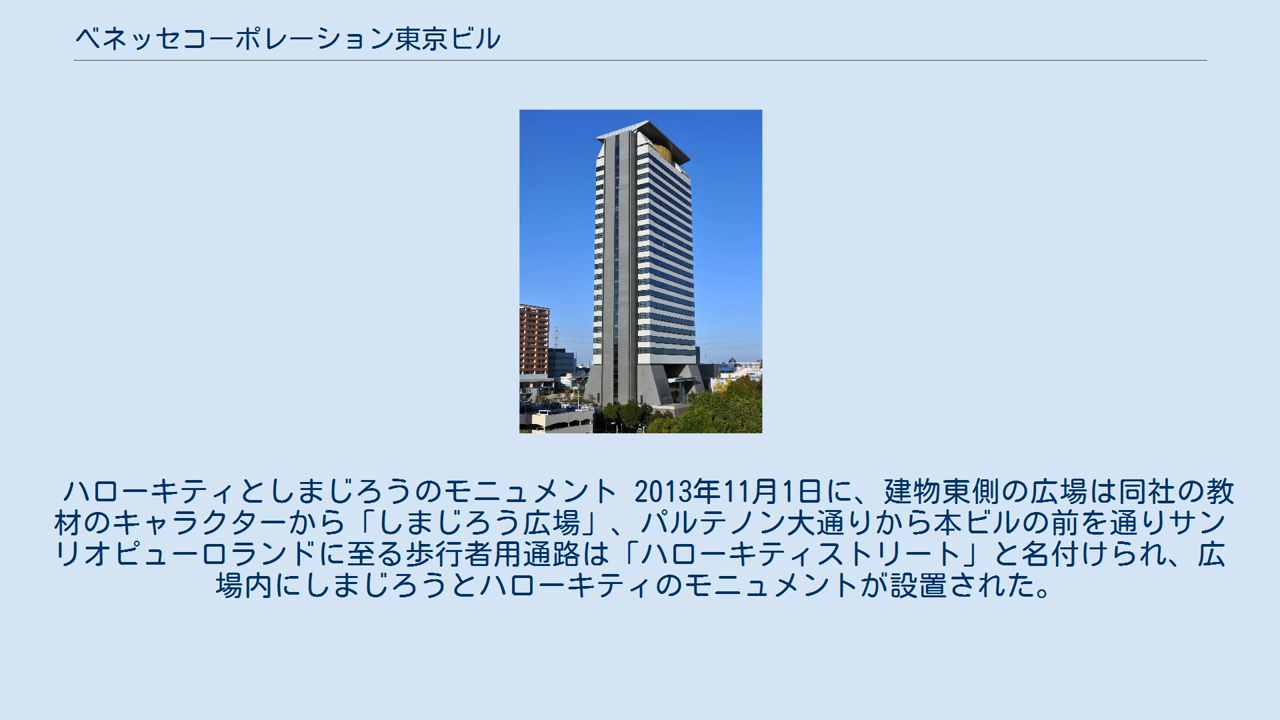 ベネッセコーポレーション東京ビル
ハローキティとしまじろうのモニュメント 2013年11月1日に、建物東側の広場は同社の教
材のキャラクターから「しまじろう広場」、パルテノン大通りから本ビルの前を通りサン
リオピューロランドに至る歩行者用通路は「ハローキティストリート」と名付けられ、広
場内にしまじろうとハローキティのモニュメントが設置された。